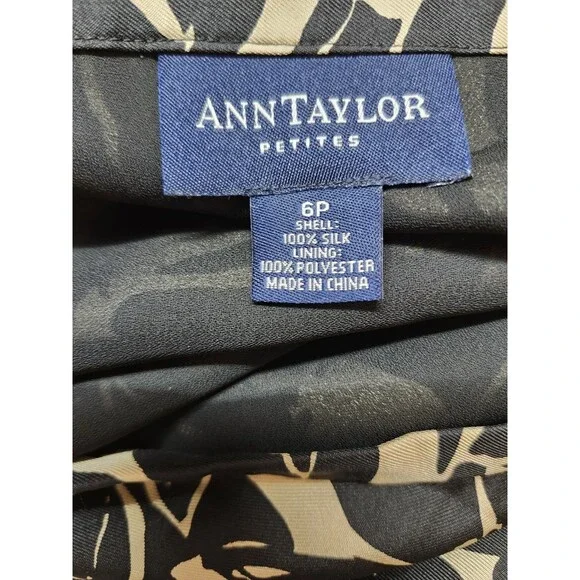 ANNTAYLOR
PETITES
6P
SHELL:
100% SILK
LINING:
100% POLYESTER
MADE IN CHINA